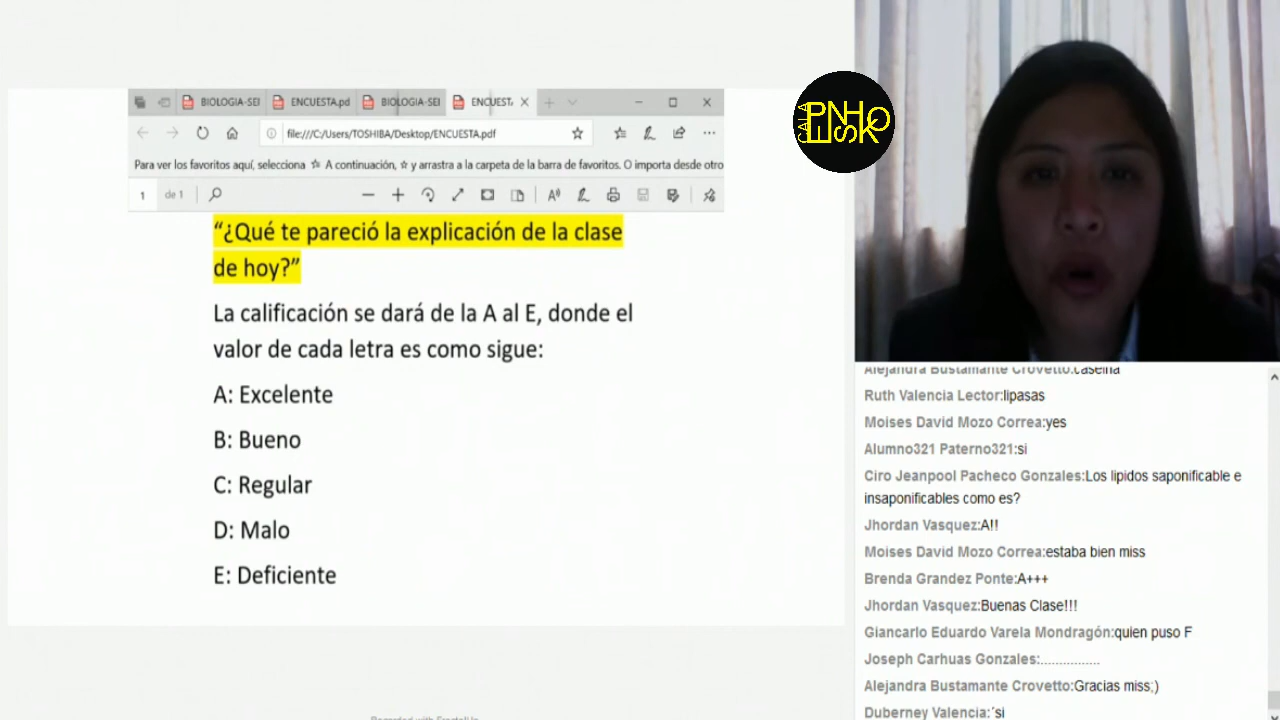 BIOLOGIA-SEI
ENCUESTA.pd
BIOLOGIA-SEI
ENCUEST.
file:///C:/Users/TOSHIBA/Desktop/ENCUESTA.pdf
Para ver los favoritos aquí, selecciona A continuación, y arrastra a la carpeta de la barra de favoritos. O importa desde otro
1 de 1
“¿Qué te pareció la explicación de la clase
de hoy?”
La calificación se dará de la A al E, donde el
valor de cada letra es como sigue:
A: Excelente
B: Bueno
C: Regular
D: Malo
E: Deficiente
Alejandra Bustamante Crovetto:caseina
Ruth Valencia Lector:lipasas
Moises David Mozo Correa:yes
Alumno321 Paterno321:si
Ciro Jeanpool Pacheco Gonzales:Los lipidos saponificable e
insaponificables como es?
Jhordan Vasquez:A!!
Moises David Mozo Correa:estaba bien miss
Brenda Grandez Ponte:A+++
Jhordan Vasquez:Buenas Clase!!!
Giancarlo Eduardo Varela Mondragón:quien puso F
Joseph Carhuas Gonzales:................
Alejandra Bustamante Crovetto:Gracias miss;)
Duberney Valencia:´si